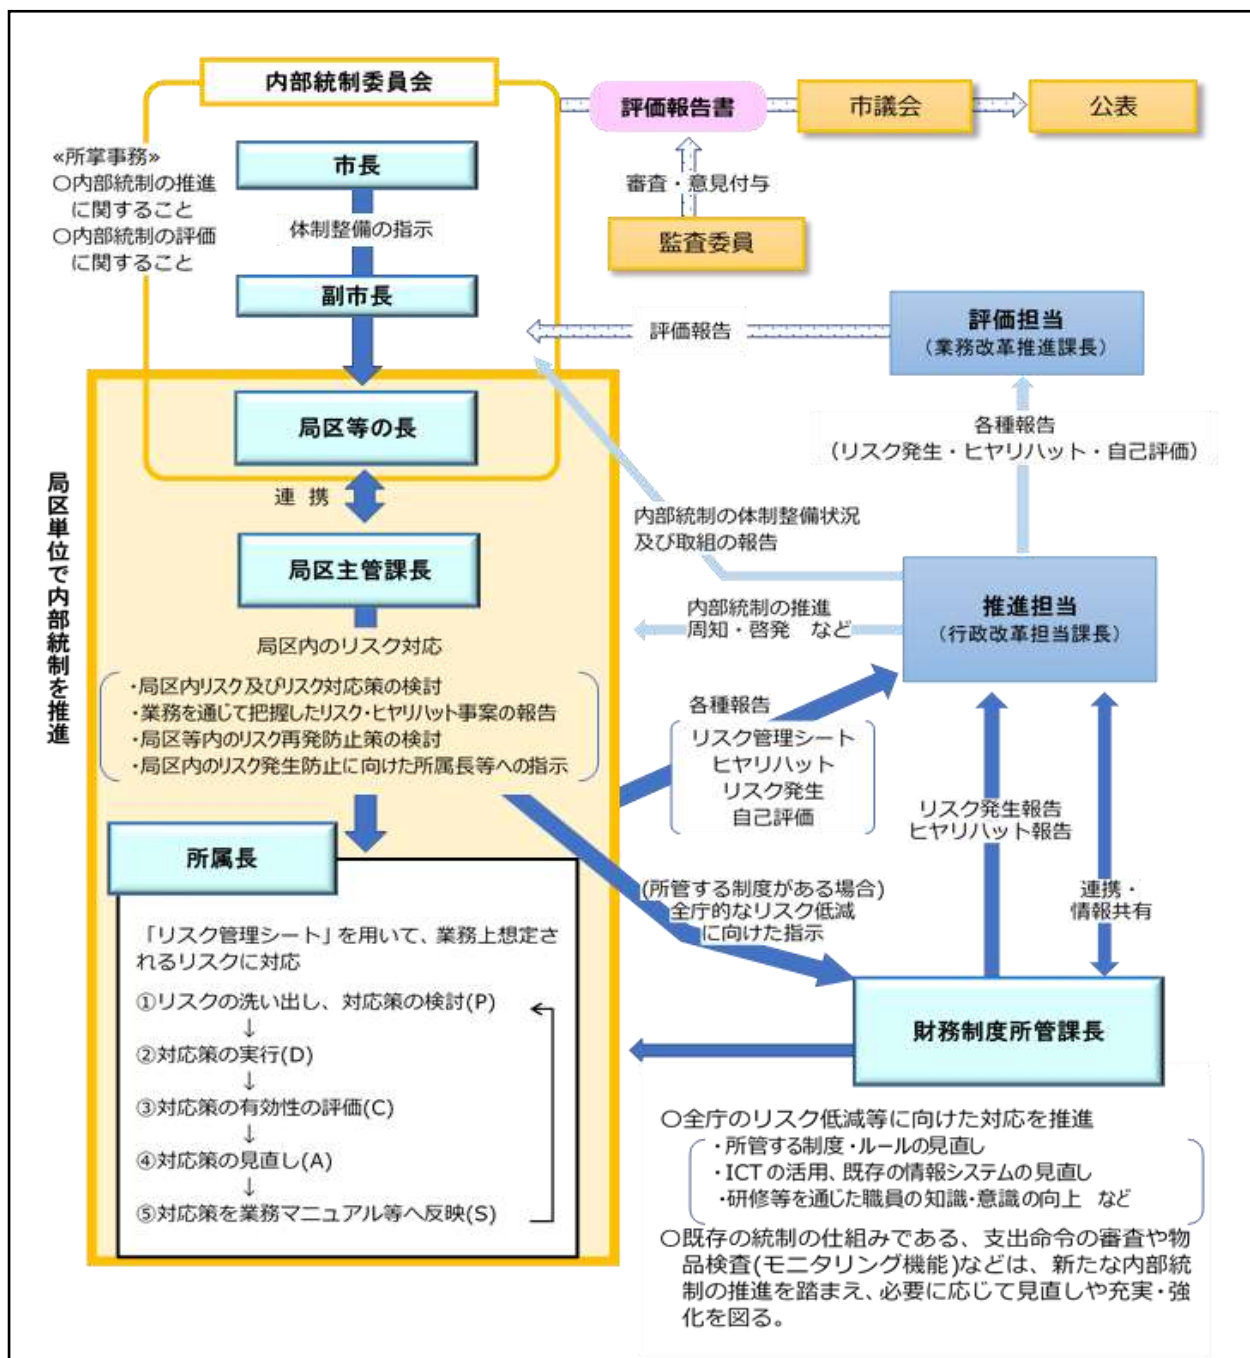 内部統制委員会
評価報告書
市議会
公表
«所掌事務»
〇内部統制の推進
に関すること
〇内部統制の評価
に関すること
市長
体制整備の指示
副市長
審査・意見付与
監査委員
評価報告
評価担当
（業務改革推進課長）
局区等の長
各種報告
（リスク発生・ヒヤリハット・自己評価）
連 携
局区単位で内部統制を推進
内部統制の体制整備状況
及び取組の報告
局区主管課長
推進担当
（行政改革担当課長）
内部統制の推進
周知・啓発　など
局区内のリスク対応
・局区内リスク及びリスク対応策の検討
・業務を通じて把握したリスク・ヒヤリハット事案の報告
・局区等内のリスク再発防止策の検討
・局区内のリスク発生防止に向けた所属長等への指示
各種報告
リスク管理シート
ヒヤリハット
リスク発生
自己評価
リスク発生報告
ヒヤリハット報告
所属長
(所管する制度がある場合)
全庁的なリスク低減
に向けた指示
連携・
情報共有
「リスク管理シート」を用いて、業務上想定さ
れるリスクに対応
①リスクの洗い出し、対応策の検討(P)
↓
②対応策の実行(D)
↓
③対応策の有効性の評価(C)
↓
④対応策の見直し(A)
↓
⑤対応策を業務マニュアル等へ反映(S)
財務制度所管課長
〇全庁のリスク低減等に向けた対応を推進
・所管する制度・ルールの見直し
・ICTの活用、既存の情報システムの見直し
・研修等を通じた職員の知識・意識の向上　など
〇既存の統制の仕組みである、支出命令の審査や物
品検査(モニタリング機能)などは、新たな内部統
制の推進を踏まえ、必要に応じて見直しや充実・強
化を図る。